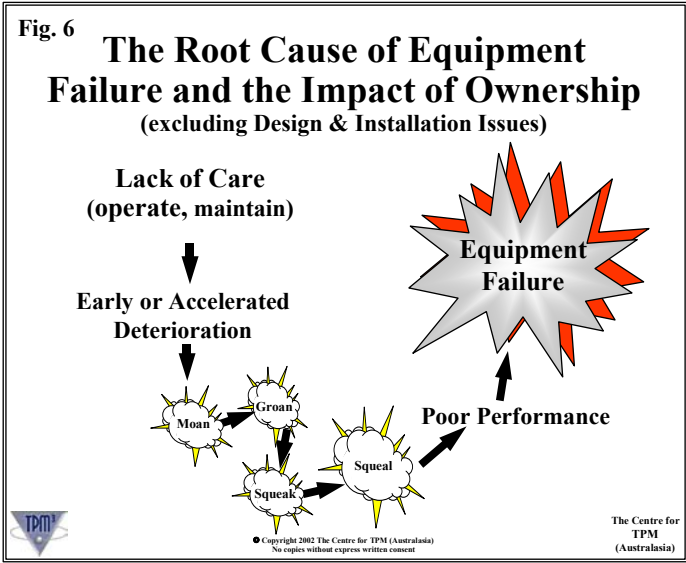 Fig. 6
The Root Cause of Equipment
Failure and the Impact of Ownership
(excluding Design & Installation Issues)
Lack of Care
(operate, maintain)
Early or Accelerated
Deterioration
Moan
Groan
Squeak
Squeal
Poor Performance
Equipment
Failure
TPM³
Copyright 2002 The Centre for TPM (Australasia)
No copies without express written consent
The Centre for
TPM
(Australasia)